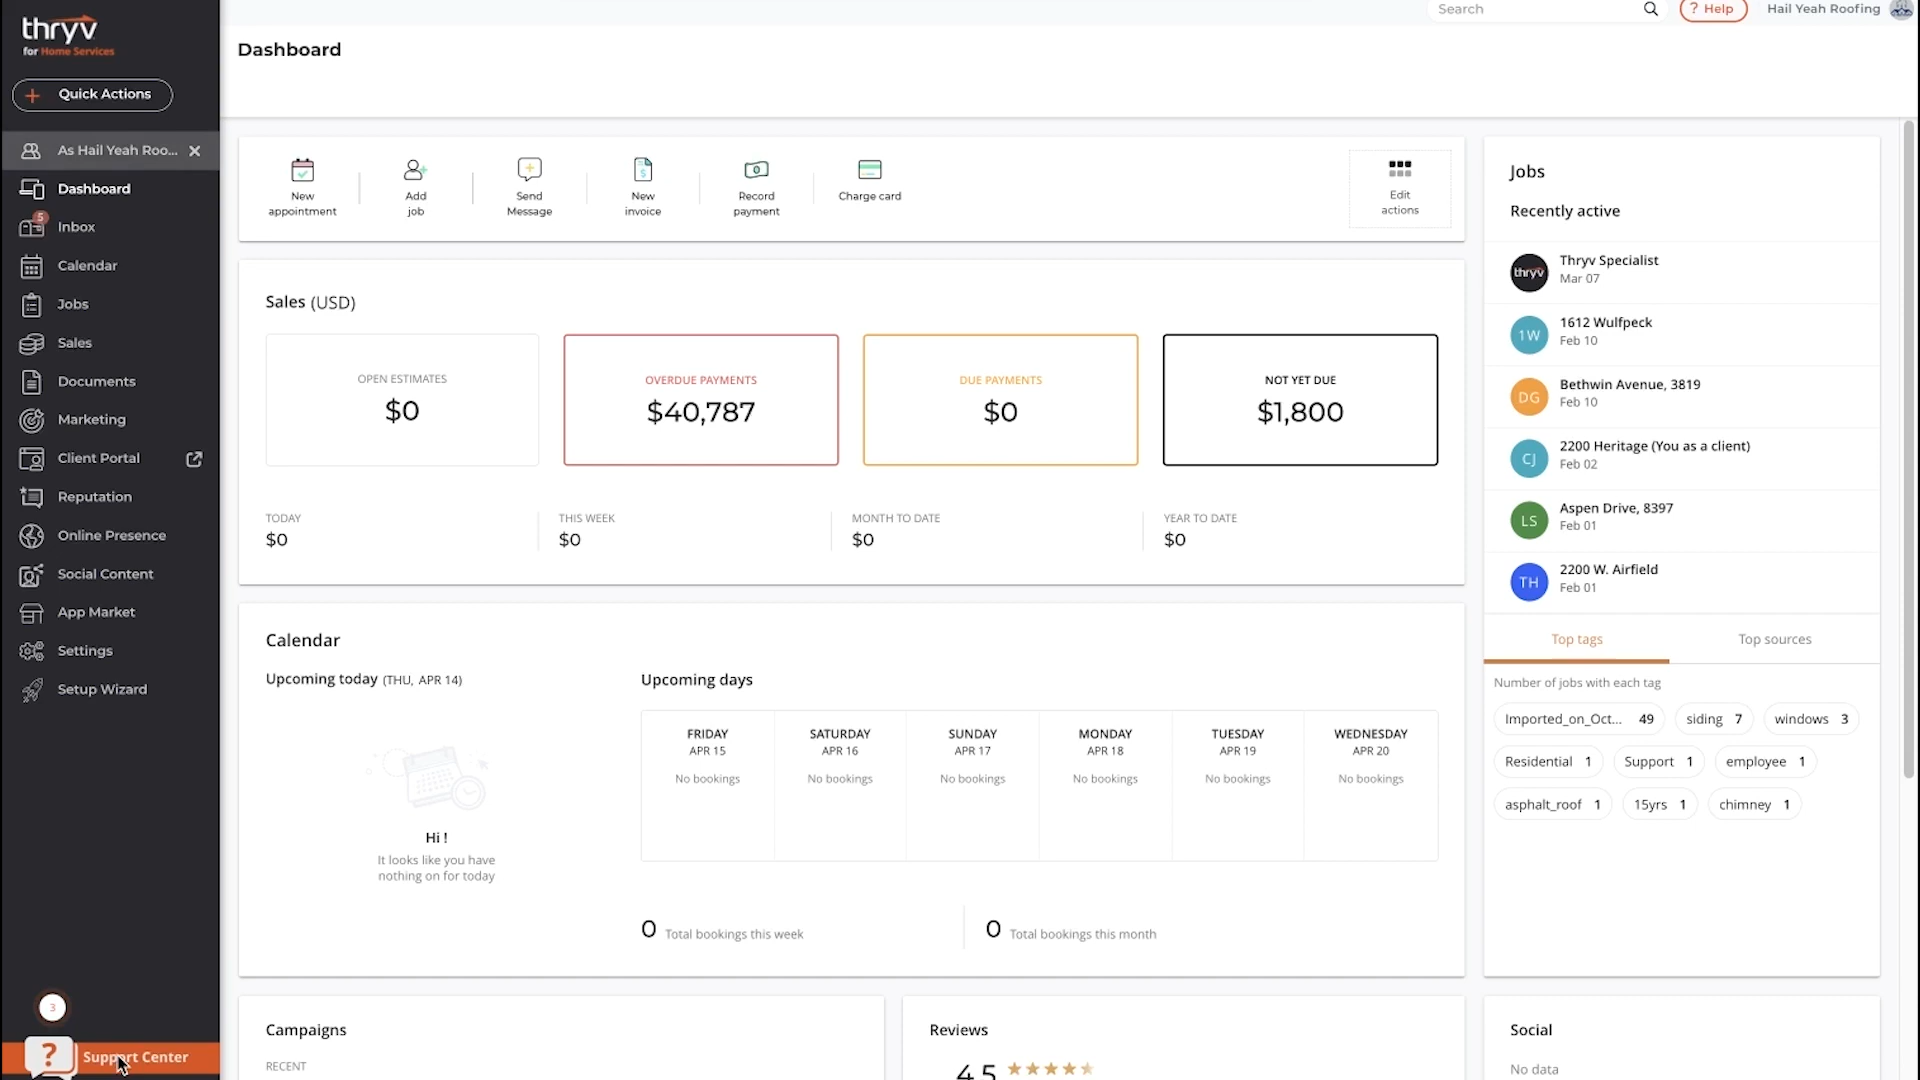 thryv
for Home Services
Quick Actions
As Hail Yeah Roo...
Dashboard
5
Inbox
Calendar
Jobs
Sales
Documents
Marketing
Client Portal
Reputation
Online Presence
Social Content
App Market
Settings
Setup Wizard
3
? Support Center
Search
? Help
Hail Yeah Roofing
Dashboard
New appointment
Add job
Send Message
New invoice
Record payment
Charge card
Edit actions
Sales (USD)
OPEN ESTIMATES
$0
OVERDUE PAYMENTS
$40,787
DUE PAYMENTS
$0
NOT YET DUE
$1,800
TODAY
$0
THIS WEEK
$0
MONTH TO DATE
$0
YEAR TO DATE
$0
Calendar
Upcoming today (THU, APR 14)
Hi !
It looks like you have
nothing on for today
Upcoming days
FRIDAY
APR 15
No bookings
SATURDAY
APR 16
No bookings
SUNDAY
APR 17
No bookings
MONDAY
APR 18
No bookings
TUESDAY
APR 19
No bookings
WEDNESDAY
APR 20
No bookings
0 Total bookings this week
0 Total bookings this month
Campaigns
RECENT
Reviews
4.5
Jobs
Recently active
thryv
Thryv Specialist
Mar 07
1W
1612 Wulfpeck
Feb 10
DG
Bethwin Avenue, 3819
Feb 10
CJ
2200 Heritage (You as a client)
Feb 02
LS
Aspen Drive, 8397
Feb 01
TH
2200 W. Airfield
Feb 01
Top tags
Top sources
Number of jobs with each tag
Imported_on_Oct... 49
siding 7
windows 3
Residential 1
Support 1
employee 1
asphalt_roof 1
15yrs 1
chimney 1
Social
No data